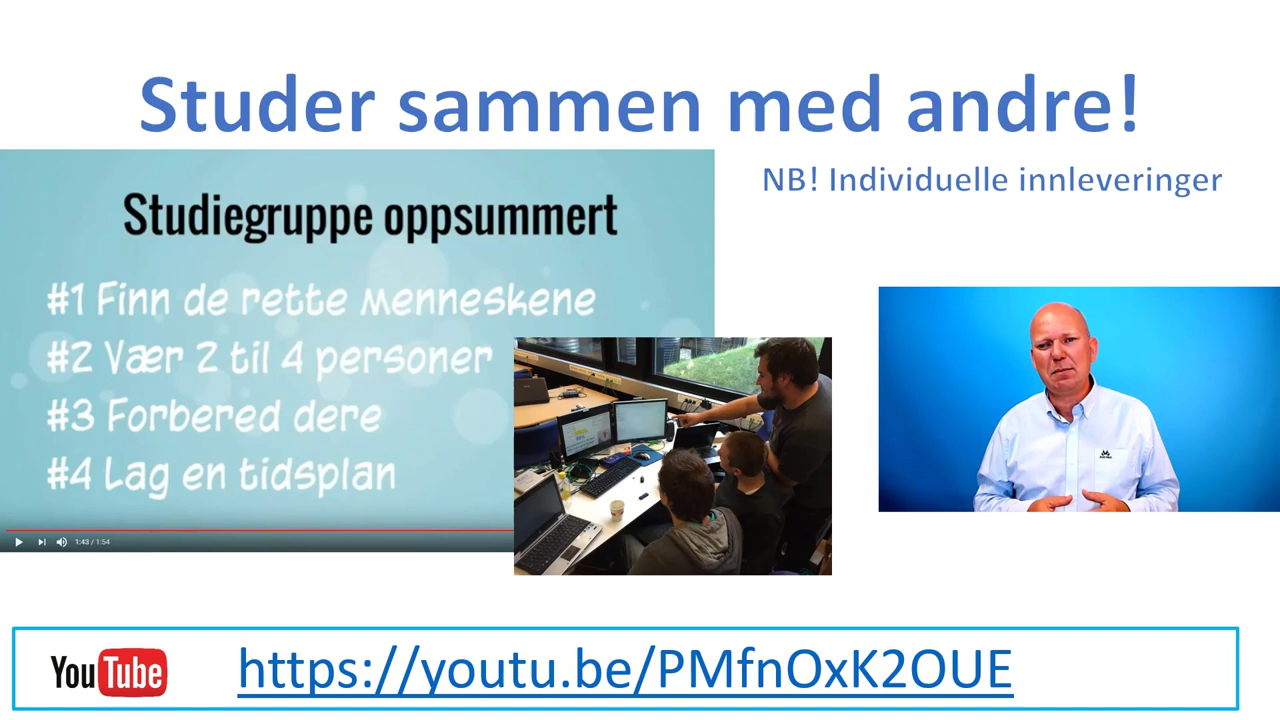 Studer sammen med andre!
NB! Individuelle innleveringer
Studiegruppe oppsummert
#1 Finn de rette menneskene
#2 Vær 2 til 4 personer
#3 Forbered dere
#4 Lag en tidsplan
1:43 / 1:54
YouTube
https://youtu.be/PMfnOxK2OUE